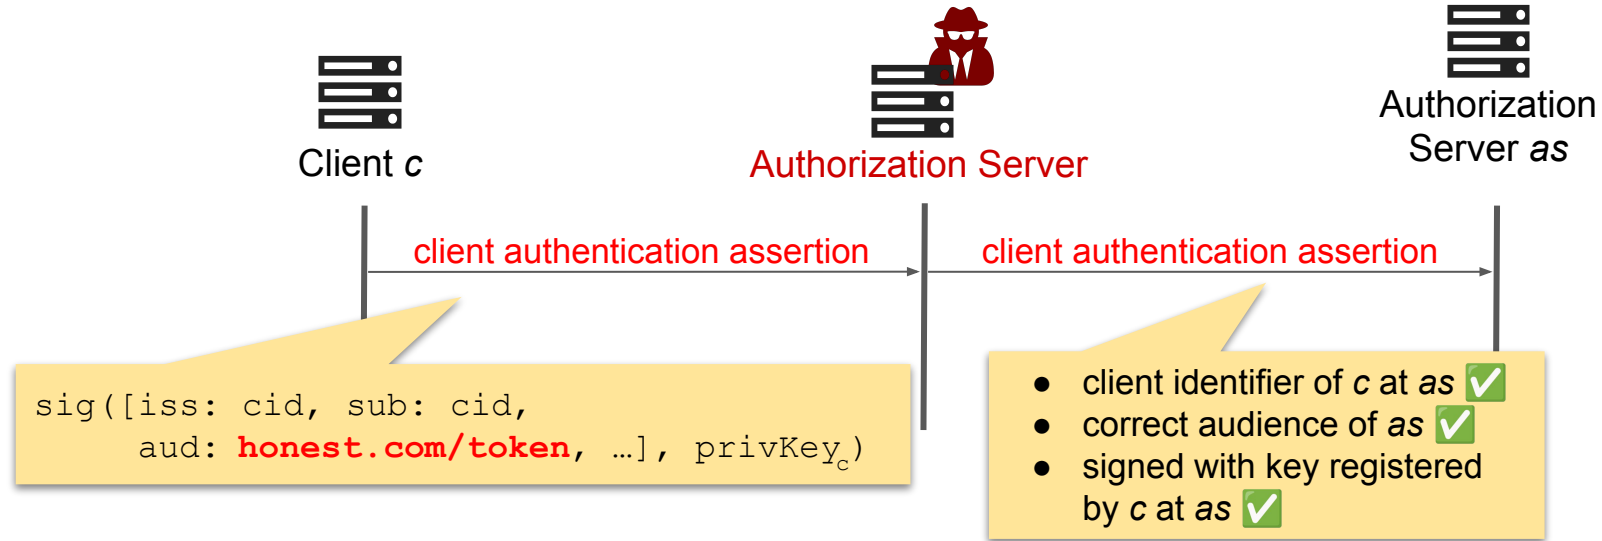 Client c
Authorization Server
Authorization
Server as
client authentication assertion
client authentication assertion
sig([iss: cid, sub: cid,
aud: honest.com/token, …], privKeyc)
● client identifier of c at as ✅
● correct audience of as ✅
● signed with key registered
by c at as ✅